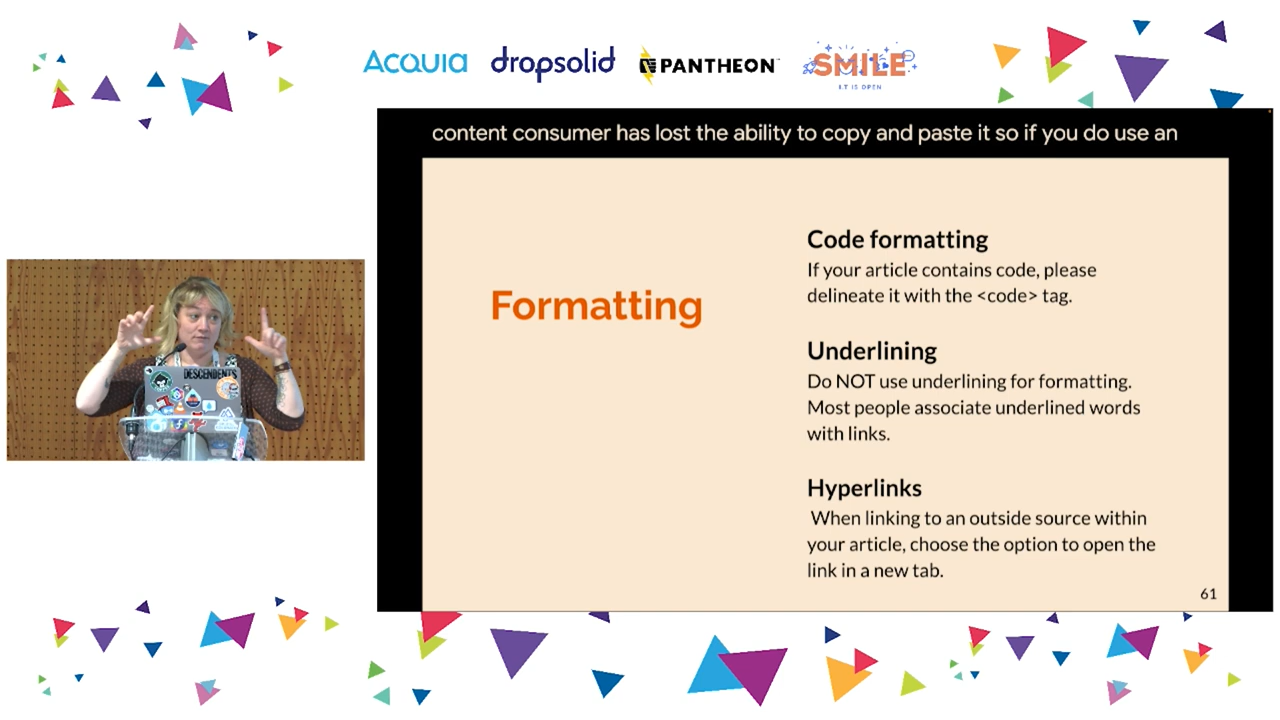 ACQUIA
dropsolid
PANTHEON
SMILE
I.T IS OPEN
content consumer has lost the ability to copy and paste it so if you do use an
Formatting
Code formatting
If your article contains code, please
delineate it with the <code> tag.
Underlining
Do NOT use underlining for formatting.
Most people associate underlined words
with links.
Hyperlinks
When linking to an outside source within
your article, choose the option to open the
link in a new tab.
61
DESCENDENTS